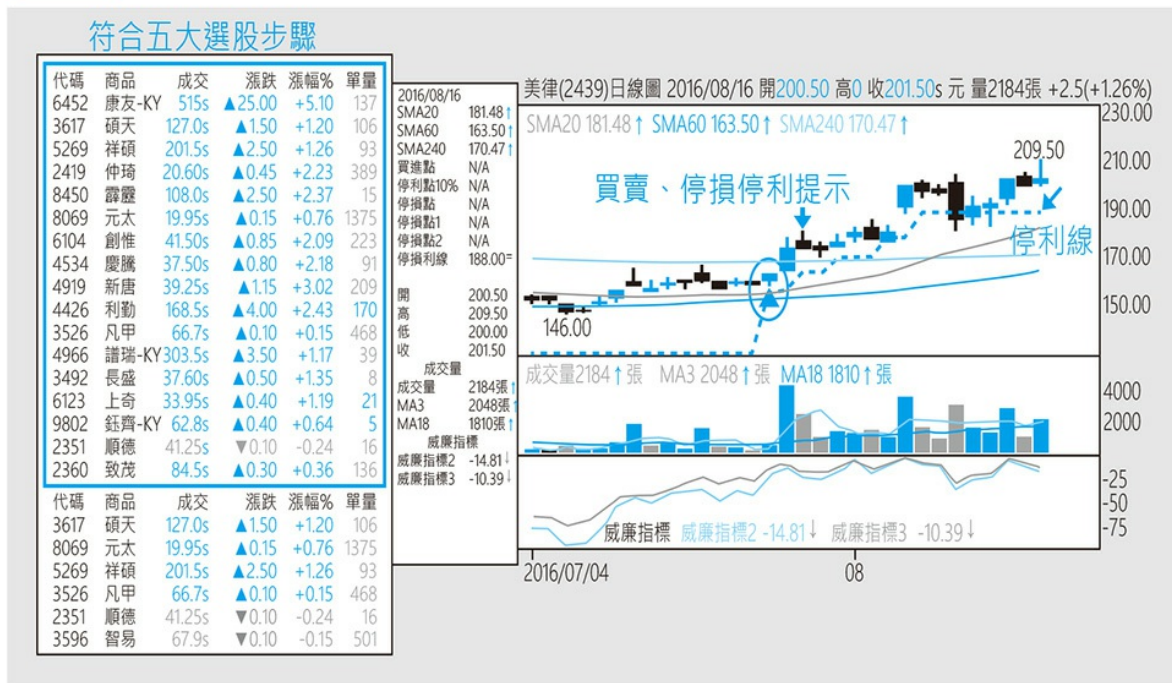 符合五大選股步驟
代碼 商品 成交 漲跌 漲幅% 單量
6452 康友-KY 515s ▲25.00 +5.10 137
3617 碩天 127.0s ▲1.50 +1.20 106
5269 祥碩 201.5s ▲2.50 +1.26 93
2419 仲琦 20.60s ▲0.45 +2.23 389
8450 霹靂 108.0s ▲2.50 +2.37 15
8069 元太 19.95s ▲0.15 +0.76 1375
6104 創惟 41.50s ▲0.85 +2.09 223
4534 慶騰 37.50s ▲0.80 +2.18 91
4919 新唐 39.25s ▲1.15 +3.02 209
4426 利勤 168.5s ▲4.00 +2.43 170
3526 凡甲 66.7s ▲0.10 +0.15 468
4966 譜瑞-KY 303.5s ▲3.50 +1.17 39
3492 長盛 37.60s ▲0.50 +1.35 8
6123 上奇 33.95s ▲0.40 +1.19 21
9802 鈺齊-KY 62.8s ▲0.40 +0.64 5
2351 順德 41.25s ▼0.10 -0.24 16
2360 致茂 84.5s ▲0.30 +0.36 136
代碼 商品 成交 漲跌 漲幅% 單量
3617 碩天 127.0s ▲1.50 +1.20 106
8069 元太 19.95s ▲0.15 +0.76 1375
5269 祥碩 201.5s ▲2.50 +1.26 93
3526 凡甲 66.7s ▲0.10 +0.15 468
2351 順德 41.25s ▼0.10 -0.24 16
3596 智易 67.9s ▼0.10 -0.15 501
2016/08/16
SMA20 181.48↑
SMA60 163.50↑
SMA240 170.47↑
買進點 N/A
停利點10% N/A
停損點 N/A
停損點1 N/A
停損點2 N/A
停損利線 188.00=
開 200.50
高 209.50
低 200.00
收 201.50
成交量
成交量 2184張↑
MA3 2048張↑
MA18 1810張↑
威廉指標
威廉指標2 -14.81↓
威廉指標3 -10.39↓
美律(2439)日線圖 2016/08/16 開200.50 高0 收201.50s 元 量2184張 +2.5(+1.26%)
SMA20 181.48↑ SMA60 163.50↑ SMA240 170.47↑
230.00
210.00
190.00
170.00
150.00
209.50
買賣、停損停利提示
停利線
146.00
成交量2184↑張 MA3 2048↑張 MA18 1810↑張
4000
2000
-25
-50
-75
威廉指標 威廉指標2 -14.81↓ 威廉指標3 -10.39↓
2016/07/04 08